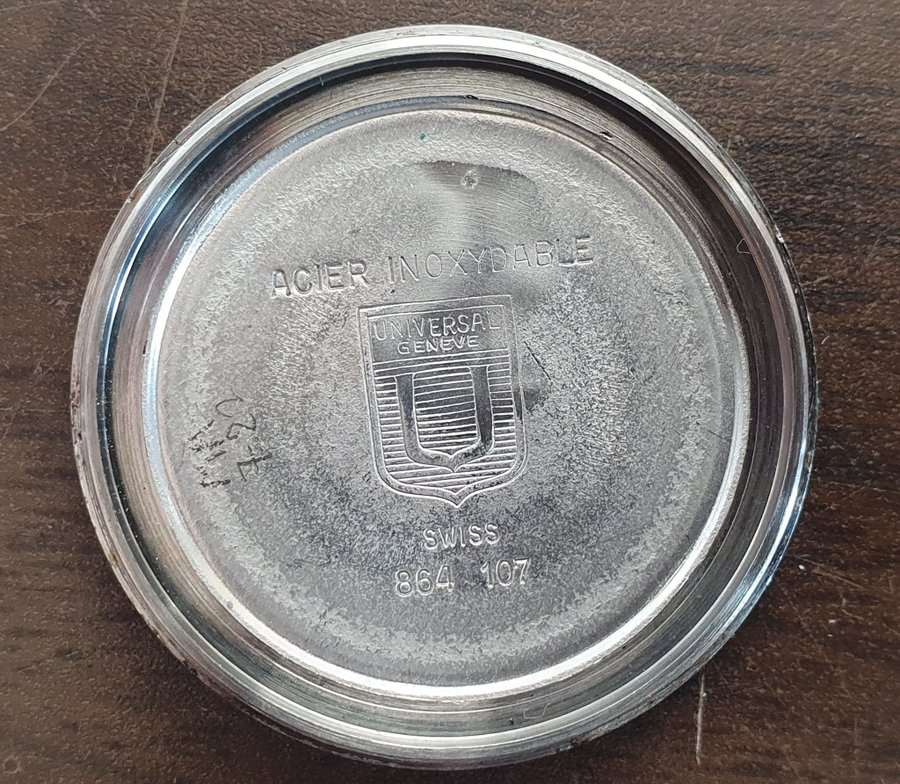 ACIER INOXYDABLE
UNIVERSAL
GENEVE
U
SWISS
864 107